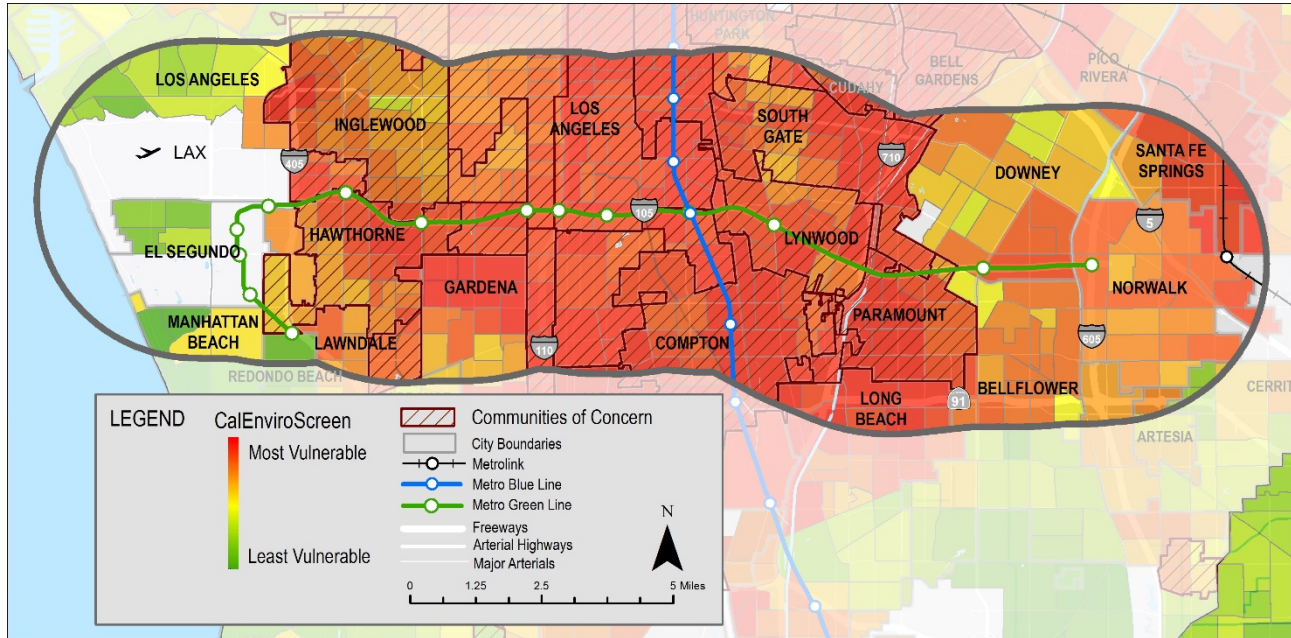 HUNTINGTON
PARK
BELL
GARDENS
PICO
RIVERA
CUDAHY
LOS ANGELES
INGLEWOOD
LOS
ANGELES
SOUTH
GATE
LAX
405
710
DOWNEY
SANTA FE
SPRINGS
105
5
EL SEGUNDO
HAWTHORNE
LYNWOOD
GARDENA
NORWALK
MANHATTAN
BEACH
LAWNDALE
110
COMPTON
PARAMOUNT
605
REDONDO BEACH
LONG
BEACH
91
BELLFLOWER
CERRIT
ARTESIA
LEGEND
CalEnviroScreen
Most Vulnerable
Least Vulnerable
Communities of Concern
City Boundaries
Metrolink
Metro Blue Line
Metro Green Line
Freeways
Arterial Highways
Major Arterials
N
0 1.25 2.5 5 Miles